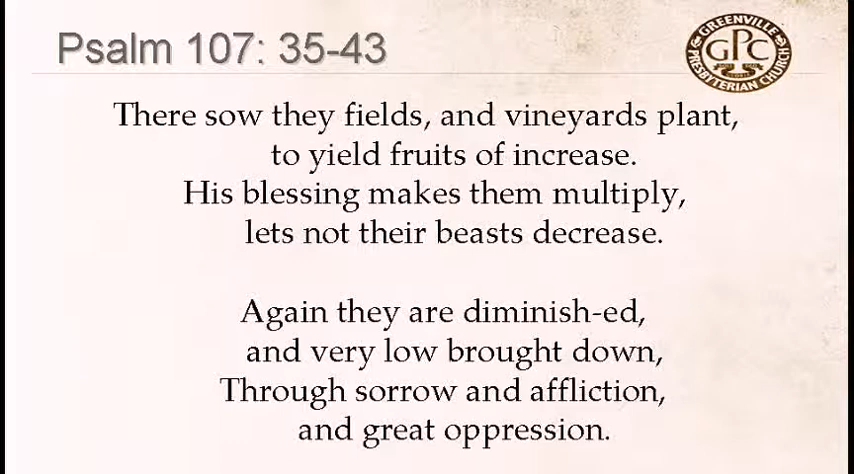 Psalm 107: 35-43
GREENVILLE
GPC
PRESBYTERIAN CHURCH
There sow they fields, and vineyards plant,
to yield fruits of increase.
His blessing makes them multiply,
lets not their beasts decrease.
Again they are diminish-ed,
and very low brought down,
Through sorrow and affliction,
and great oppression.